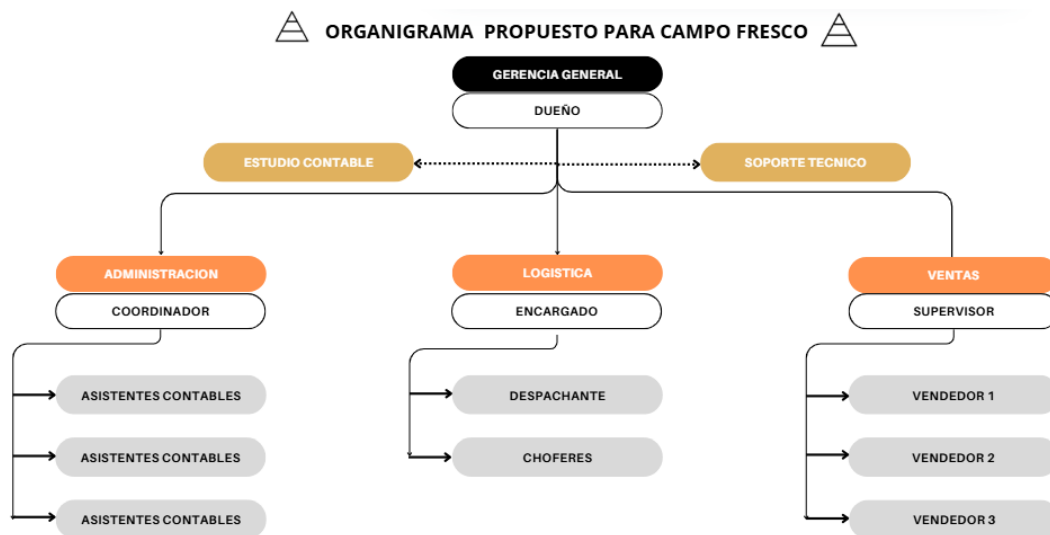 ORGANIGRAMA PROPUESTO PARA CAMPO FRESCO
GERENCIA GENERAL
DUEÑO
ESTUDIO CONTABLE
SOPORTE TECNICO
ADMINISTRACION
COORDINADOR
ASISTENTES CONTABLES
ASISTENTES CONTABLES
ASISTENTES CONTABLES
LOGISTICA
ENCARGADO
DESPACHANTE
CHOFERES
VENTAS
SUPERVISOR
VENDEDOR 1
VENDEDOR 2
VENDEDOR 3